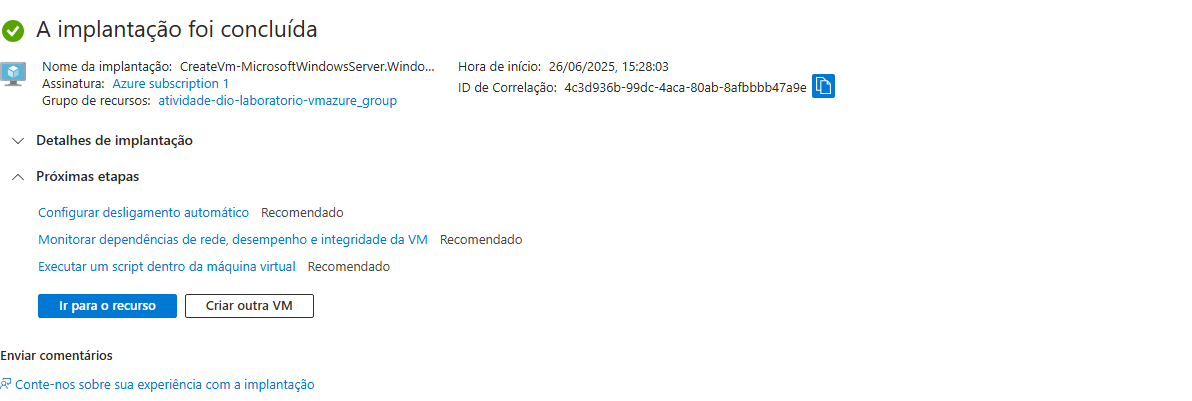 A implantação foi concluída
Nome da implantação: CreateVm-MicrosoftWindowsServer.Windo...
Assinatura: Azure subscription 1
Grupo de recursos: atividade-dio-laboratorio-vmazure_group
Hora de início: 26/06/2025, 15:28:03
ID de Correlação: 4c3d936b-99dc-4aca-80ab-8afbbbb47a9e
Detalhes de implantação
Próximas etapas
Configurar desligamento automático Recomendado
Monitorar dependências de rede, desempenho e integridade da VM Recomendado
Executar um script dentro da máquina virtual Recomendado
Ir para o recurso Criar outra VM
Enviar comentários
Conte-nos sobre sua experiência com a implantação